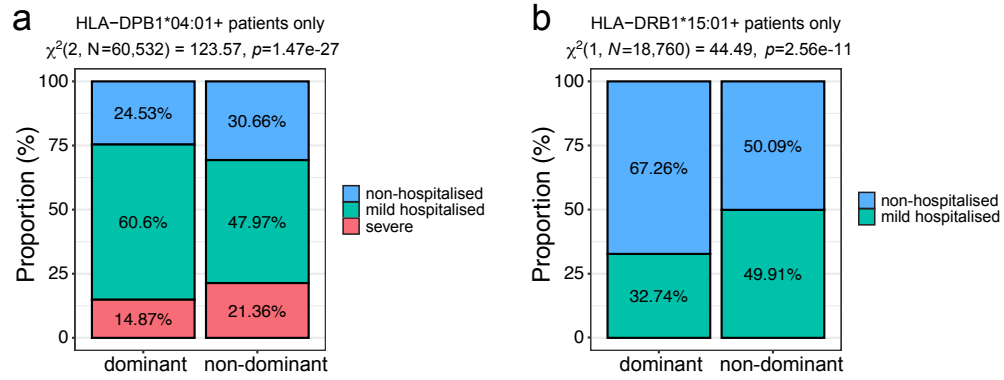 a
HLA−DPB1*04:01+ patients only
χ²(2, N=60,532) = 123.57, p=1.47e-27
Proportion (%)
100
75
50
25
0
24.53%
60.6%
14.87%
30.66%
47.97%
21.36%
dominant
non-dominant
non-hospitalised
mild hospitalised
severe
b
HLA−DRB1*15:01+ patients only
χ²(1, N=18,760) = 44.49, p=2.56e-11
Proportion (%)
100
75
50
25
0
67.26%
32.74%
50.09%
49.91%
dominant
non-dominant
non-hospitalised
mild hospitalised